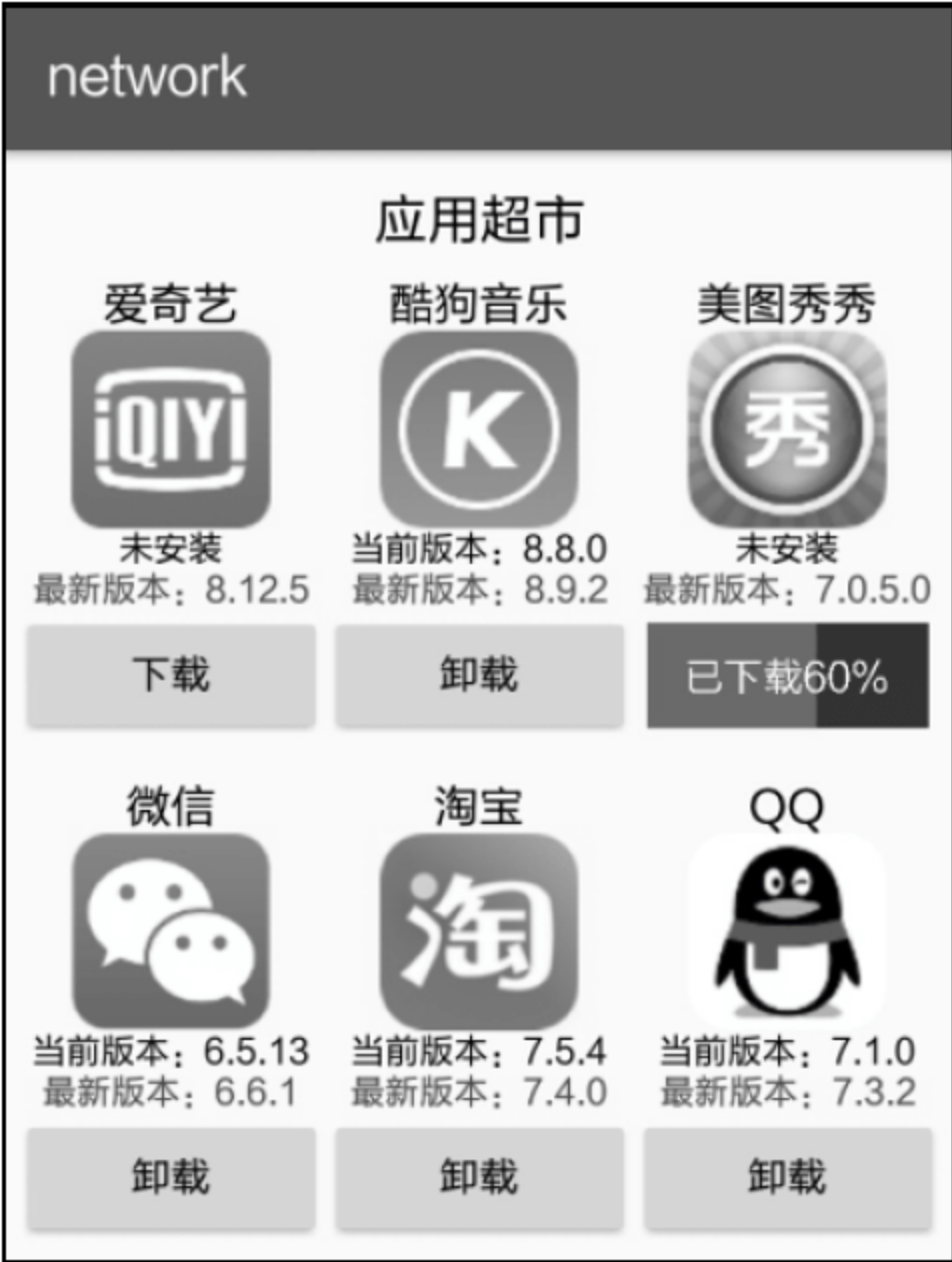 network
应用超市
爱奇艺
酷狗音乐
美图秀秀
iQIYI
K
秀
未安装
当前版本：8.8.0
未安装
最新版本：8.12.5
最新版本：8.9.2
最新版本：7.0.5.0
下载
卸载
已下载60%
微信
淘宝
QQ
淘
当前版本：6.5.13
当前版本：7.5.4
当前版本：7.1.0
最新版本：6.6.1
最新版本：7.4.0
最新版本：7.3.2
卸载
卸载
卸载